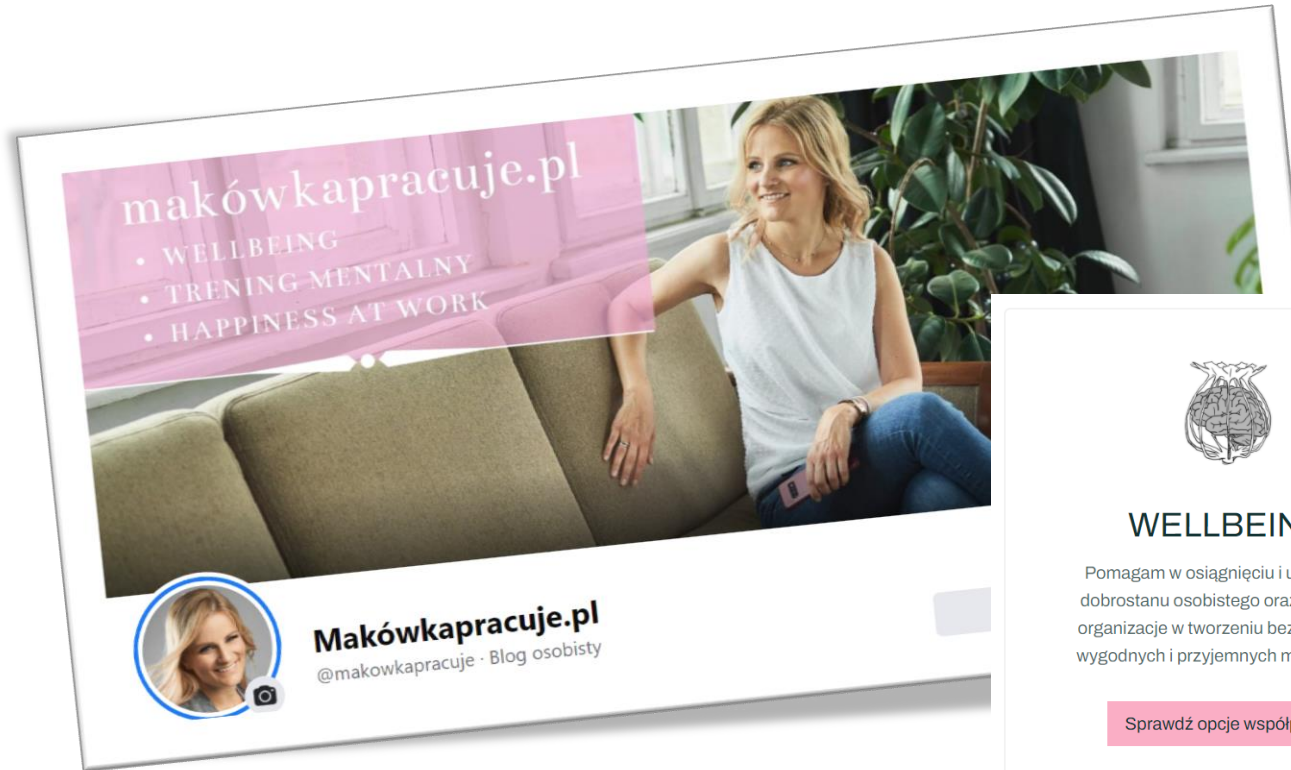 makówkapracuje.pl
• WELLBEING
• TRENING MENTALNY
• HAPPINESS AT WORK
Makówkapracuje.pl
@makowkapracuje · Blog osobisty
WELLBEIN
Pomagam w osiągnięciu i u
dobrostanu osobistego oraz
organizacje w tworzeniu bez
wygodnych i przyjemnych m
Sprawdź opcje współp